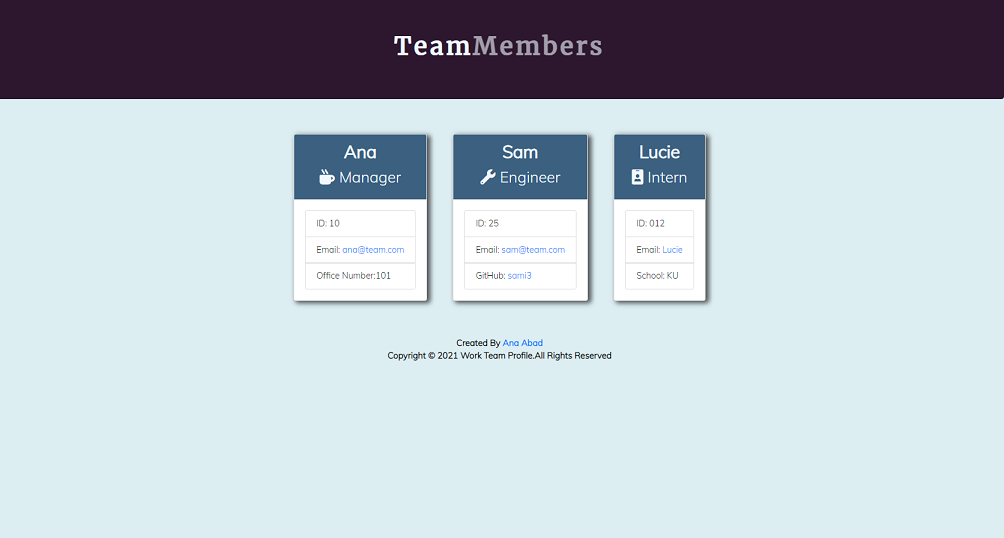 TeamMembers
Ana
Manager
ID: 10
Email: ana@team.com
Office Number:101
Sam
Engineer
ID: 25
Email: sam@team.com
GitHub: sami3
Lucie
Intern
ID: 012
Email: Lucie
School: KU
Created By Ana Abad
Copyright © 2021 Work Team Profile.All Rights Reserved